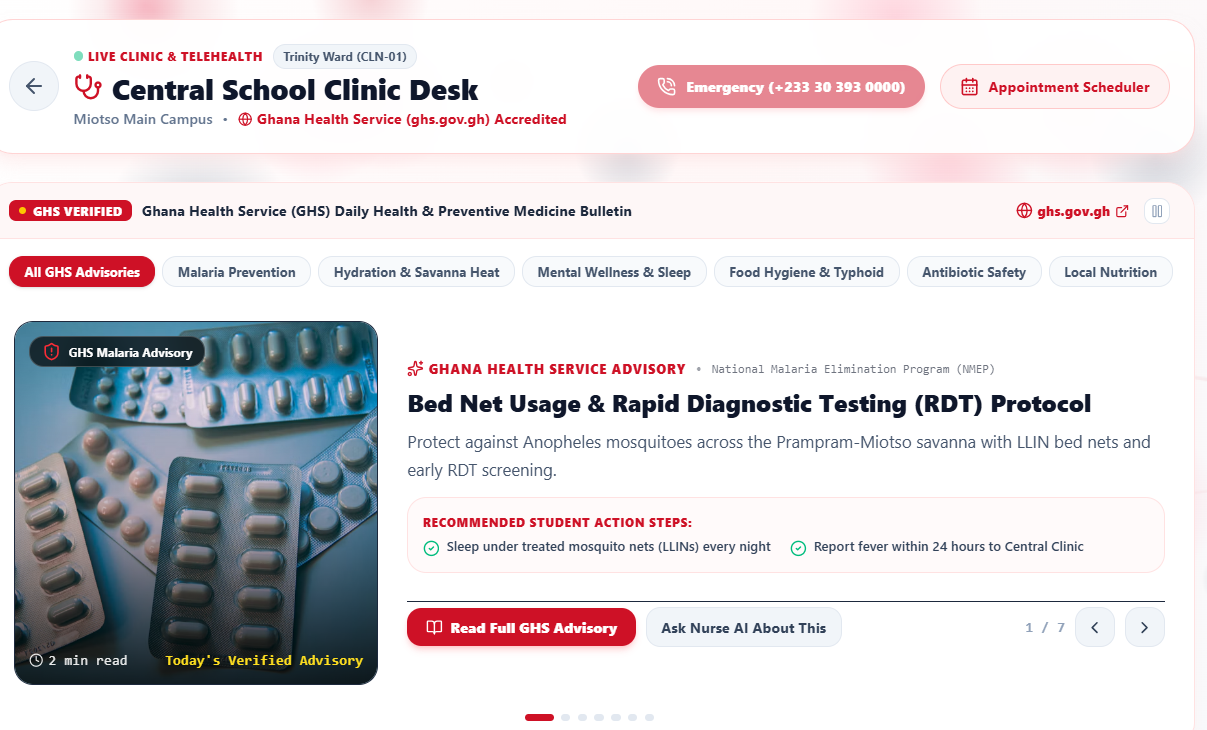 LIVE CLINIC & TELEHEALTH Trinity Ward (CLN-01)
Central School Clinic Desk
Miotso Main Campus • Ghana Health Service (ghs.gov.gh) Accredited
Emergency (+233 30 393 0000)
Appointment Scheduler
GHS VERIFIED Ghana Health Service (GHS) Daily Health & Preventive Medicine Bulletin ghs.gov.gh
All GHS Advisories Malaria Prevention Hydration & Savanna Heat Mental Wellness & Sleep Food Hygiene & Typhoid Antibiotic Safety Local Nutrition
GHS Malaria Advisory
2 min read Today's Verified Advisory
GHANA HEALTH SERVICE ADVISORY • National Malaria Elimination Program (NMEP)
Bed Net Usage & Rapid Diagnostic Testing (RDT) Protocol
Protect against Anopheles mosquitoes across the Prampram-Miotso savanna with LLIN bed nets and
early RDT screening.
RECOMMENDED STUDENT ACTION STEPS:
Sleep under treated mosquito nets (LLINs) every night Report fever within 24 hours to Central Clinic
Read Full GHS Advisory Ask Nurse AI About This 1 / 7